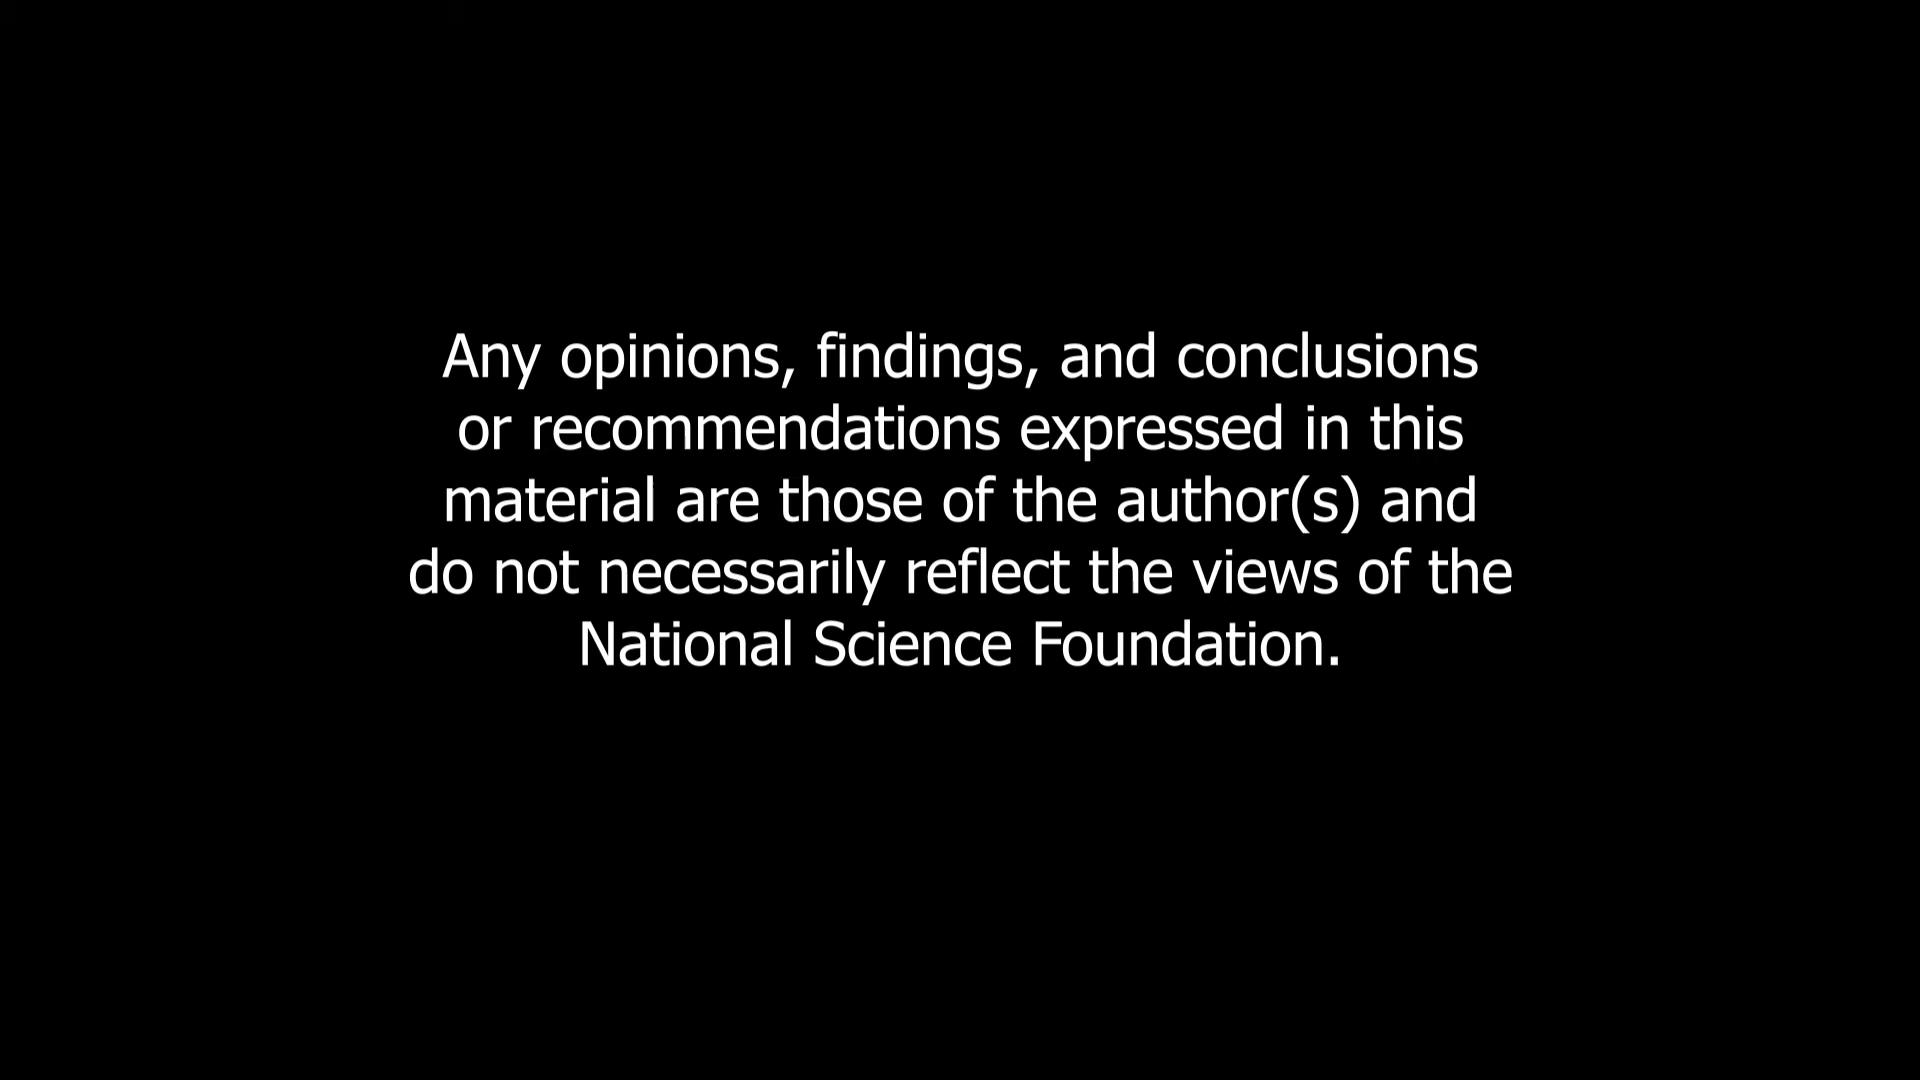 Any opinions, findings, and conclusions
or recommendations expressed in this
material are those of the author(s) and
do not necessarily reflect the views of the
National Science Foundation.